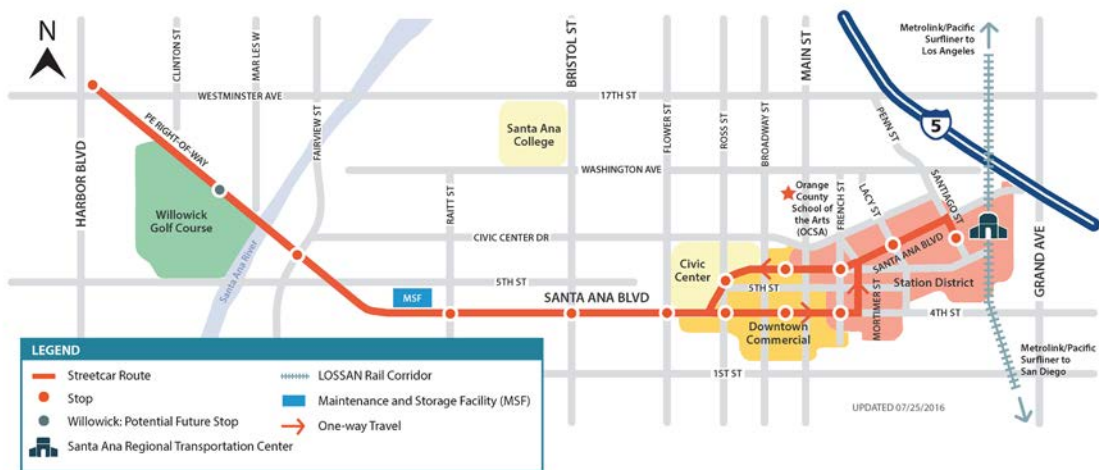 N
Metrolink/Pacific
Surfliner to
Los Angeles
CLINTON ST
MAR LES W
BRISTOL ST
MAIN ST
WESTMINSTER AVE
17TH ST
5
PE RIGHT-OF-WAY
FAIRVIEW ST
Santa Ana
College
FLOWER ST
ROSS ST
BROADWAY ST
PENN ST
WASHINGTON AVE
HARBOR BLVD
Willowick
Golf Course
RAITT ST
Orange
County
School of
the Arts
(OCSA)
FRENCH ST
LACY ST
SANTIAGO ST
CIVIC CENTER DR
Santa Ana River
Civic
Center
SANTA ANA BLVD
GRAND AVE
5TH ST
MSF
SANTA ANA BLVD
5TH ST
MORTIMER ST
Station District
4TH ST
Downtown
Commercial
1ST ST
Metrolink/Pacific
Surfliner to
San Diego
UPDATED 07/25/2016
LEGEND
Streetcar Route
Stop
Willowick: Potential Future Stop
Santa Ana Regional Transportation Center
LOSSAN Rail Corridor
Maintenance and Storage Facility (MSF)
One-way Travel